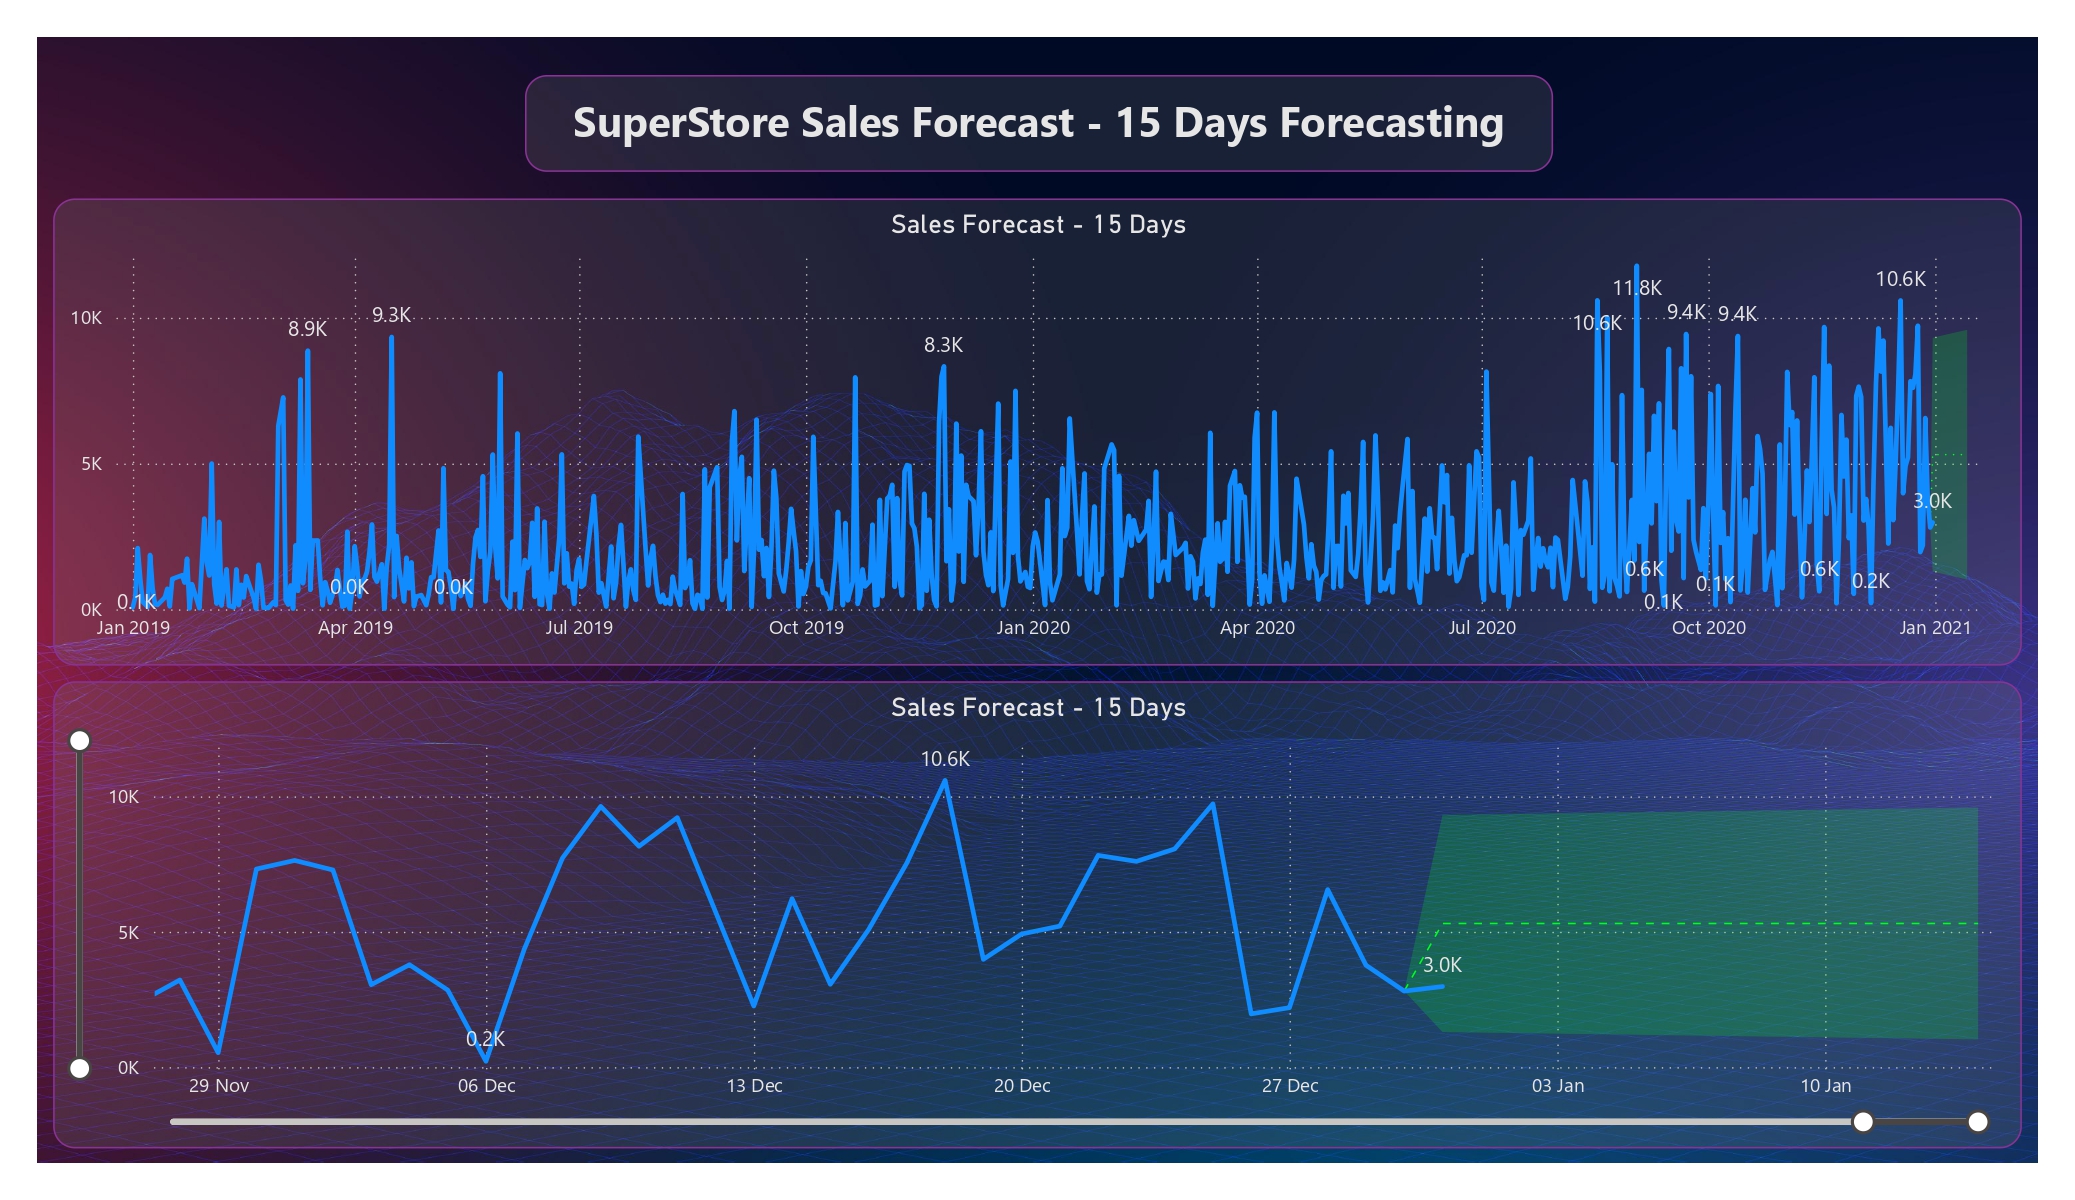 SuperStore Sales Forecast - 15 Days Forecasting
Sales Forecast - 15 Days
10K
5K
0K
8.9K
9.3K
8.3K
10.6K
11.8K
9.4K
9.4K
10.6K
3.0K
0.1K
0.0K
0.0K
0.6K
0.1K
0.1K
0.6K
0.2K
Jan 2019
Apr 2019
Jul 2019
Oct 2019
Jan 2020
Apr 2020
Jul 2020
Oct 2020
Jan 2021
Sales Forecast - 15 Days
10K
5K
0K
10.6K
0.2K
3.0K
29 Nov
06 Dec
13 Dec
20 Dec
27 Dec
03 Jan
10 Jan